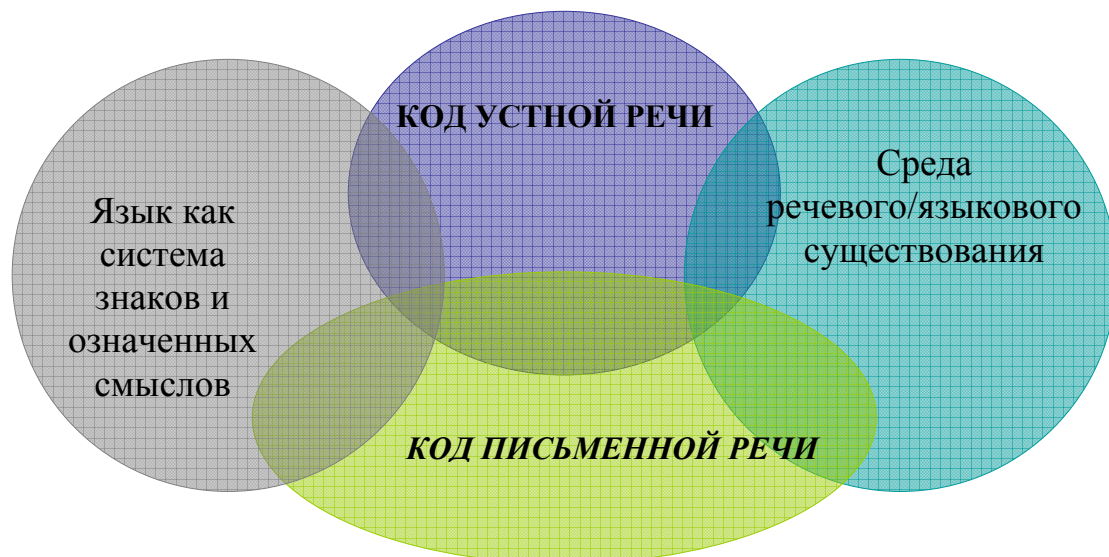 КОД УСТНОЙ РЕЧИ
Язык как
система
знаков и
означенных
смыслов
Среда
речевого/языкового
существования
КОД ПИСЬМЕННОЙ РЕЧИ